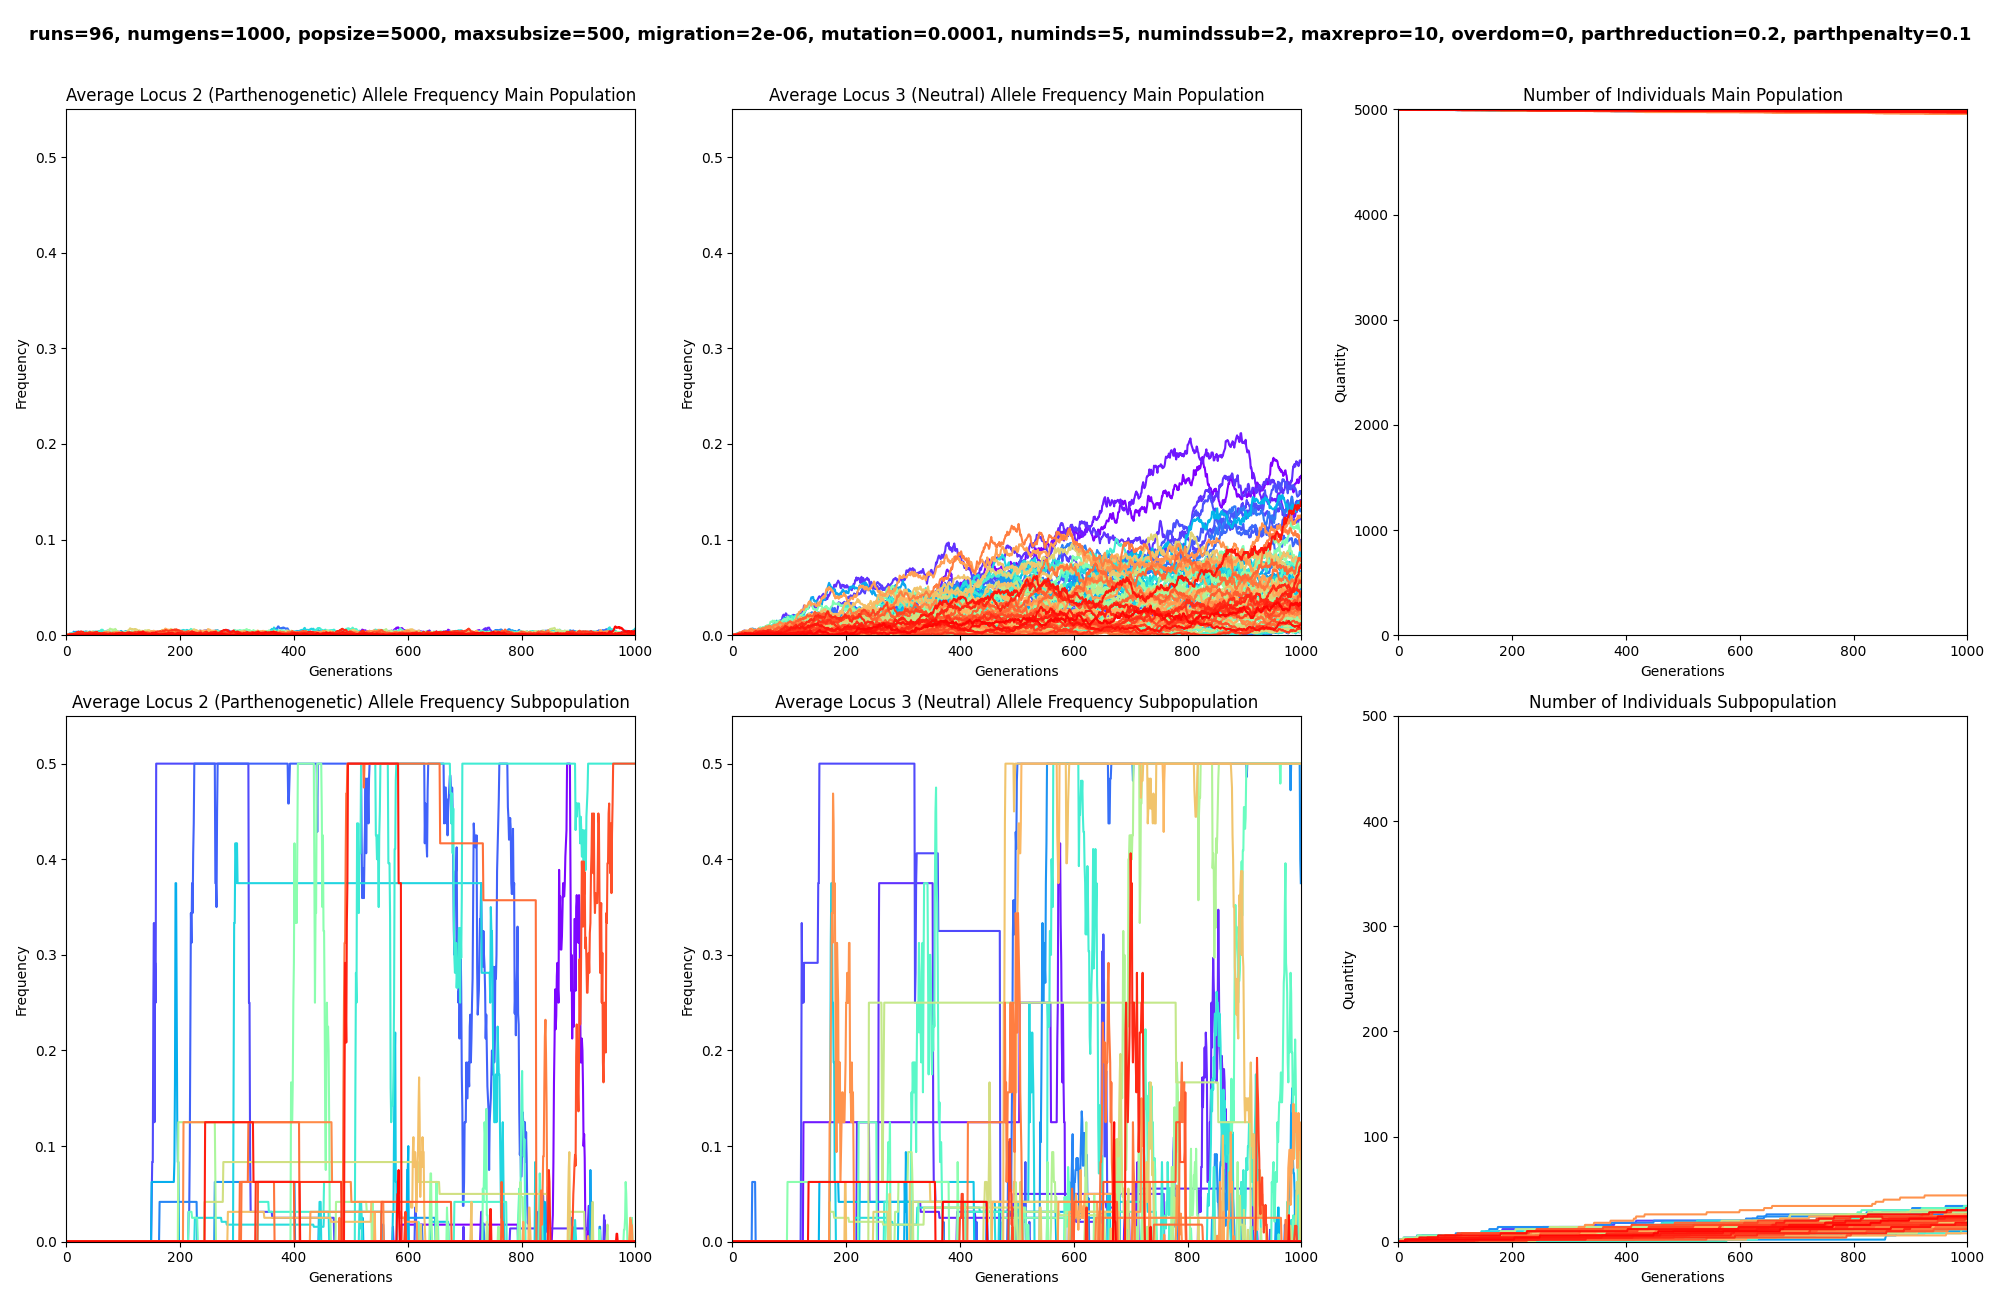 runs=96, numgens=1000, popsize=5000, maxsubsize=500, migration=2e-06, mutation=0.0001, numinds=5, numindssub=2, maxrepro=10, overdom=0, parthreduction=0.2, parthpenalty=0.1
Average Locus 2 (Parthenogenetic) Allele Frequency Main Population
Frequency
0.5
0.4
0.3
0.2
0.1
0.0
0 200 400 600 800 1000
Generations
Average Locus 3 (Neutral) Allele Frequency Main Population
Frequency
0.5
0.4
0.3
0.2
0.1
0.0
0 200 400 600 800 1000
Generations
Number of Individuals Main Population
Quantity
5000
4000
3000
2000
1000
0
0 200 400 600 800 1000
Generations
Average Locus 2 (Parthenogenetic) Allele Frequency Subpopulation
Frequency
0.5
0.4
0.3
0.2
0.1
0.0
0 200 400 600 800 1000
Generations
Average Locus 3 (Neutral) Allele Frequency Subpopulation
Frequency
0.5
0.4
0.3
0.2
0.1
0.0
0 200 400 600 800 1000
Generations
Number of Individuals Subpopulation
Quantity
500
400
300
200
100
0
0 200 400 600 800 1000
Generations